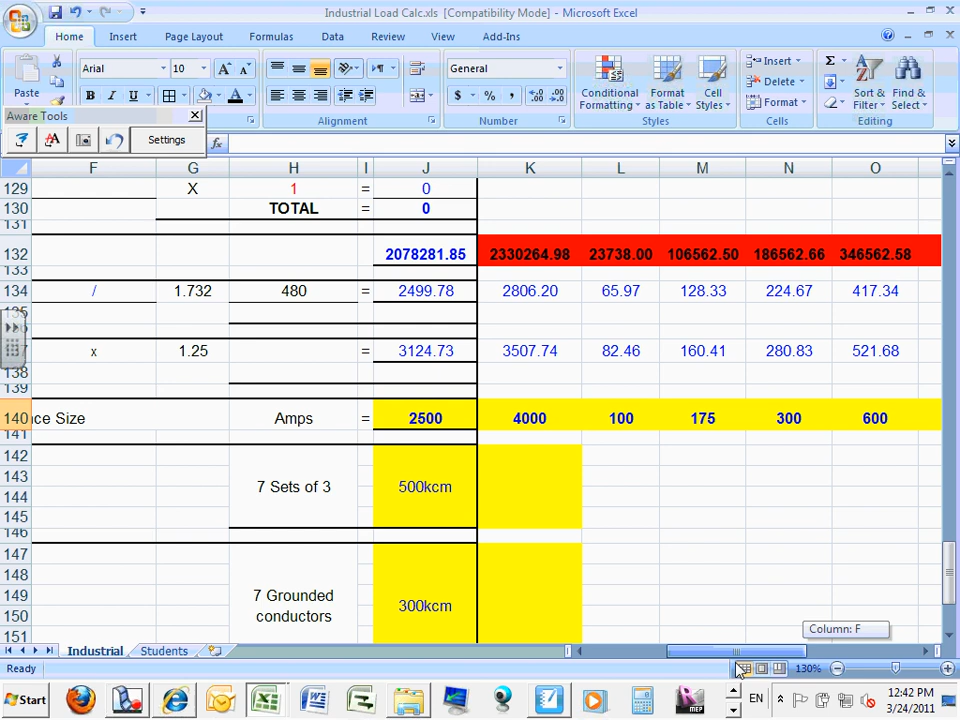 Industrial Load Calc.xls [Compatibility Mode] - Microsoft Excel
Home Insert Page Layout Formulas Data Review View Add-Ins
Paste Arial 10 General Conditional Formatting Format as Table Cell Styles Insert Delete Format Sort & Filter Find & Select
B I U $ % ,
Alignment Number Styles Cells Editing
Aware Tools
Settings
fx
F G H I J K L M N O
129 X 1 = 0
130 TOTAL = 0
131
132 2078281.85 2330264.98 23738.00 106562.50 186562.66 346562.58
133
134 / 1.732 480 = 2499.78 2806.20 65.97 128.33 224.67 417.34
x 1.25 = 3124.73 3507.74 82.46 160.41 280.83 521.68
138
139
140 nce Size Amps = 2500 4000 100 175 300 600
141
142
143 7 Sets of 3 500kcm
144
145
146
147
148
149 7 Grounded conductors 300kcm
150
151
Column: F
Industrial Students
Ready 130%
Start EN 12:42 PM
3/24/2011
MEP